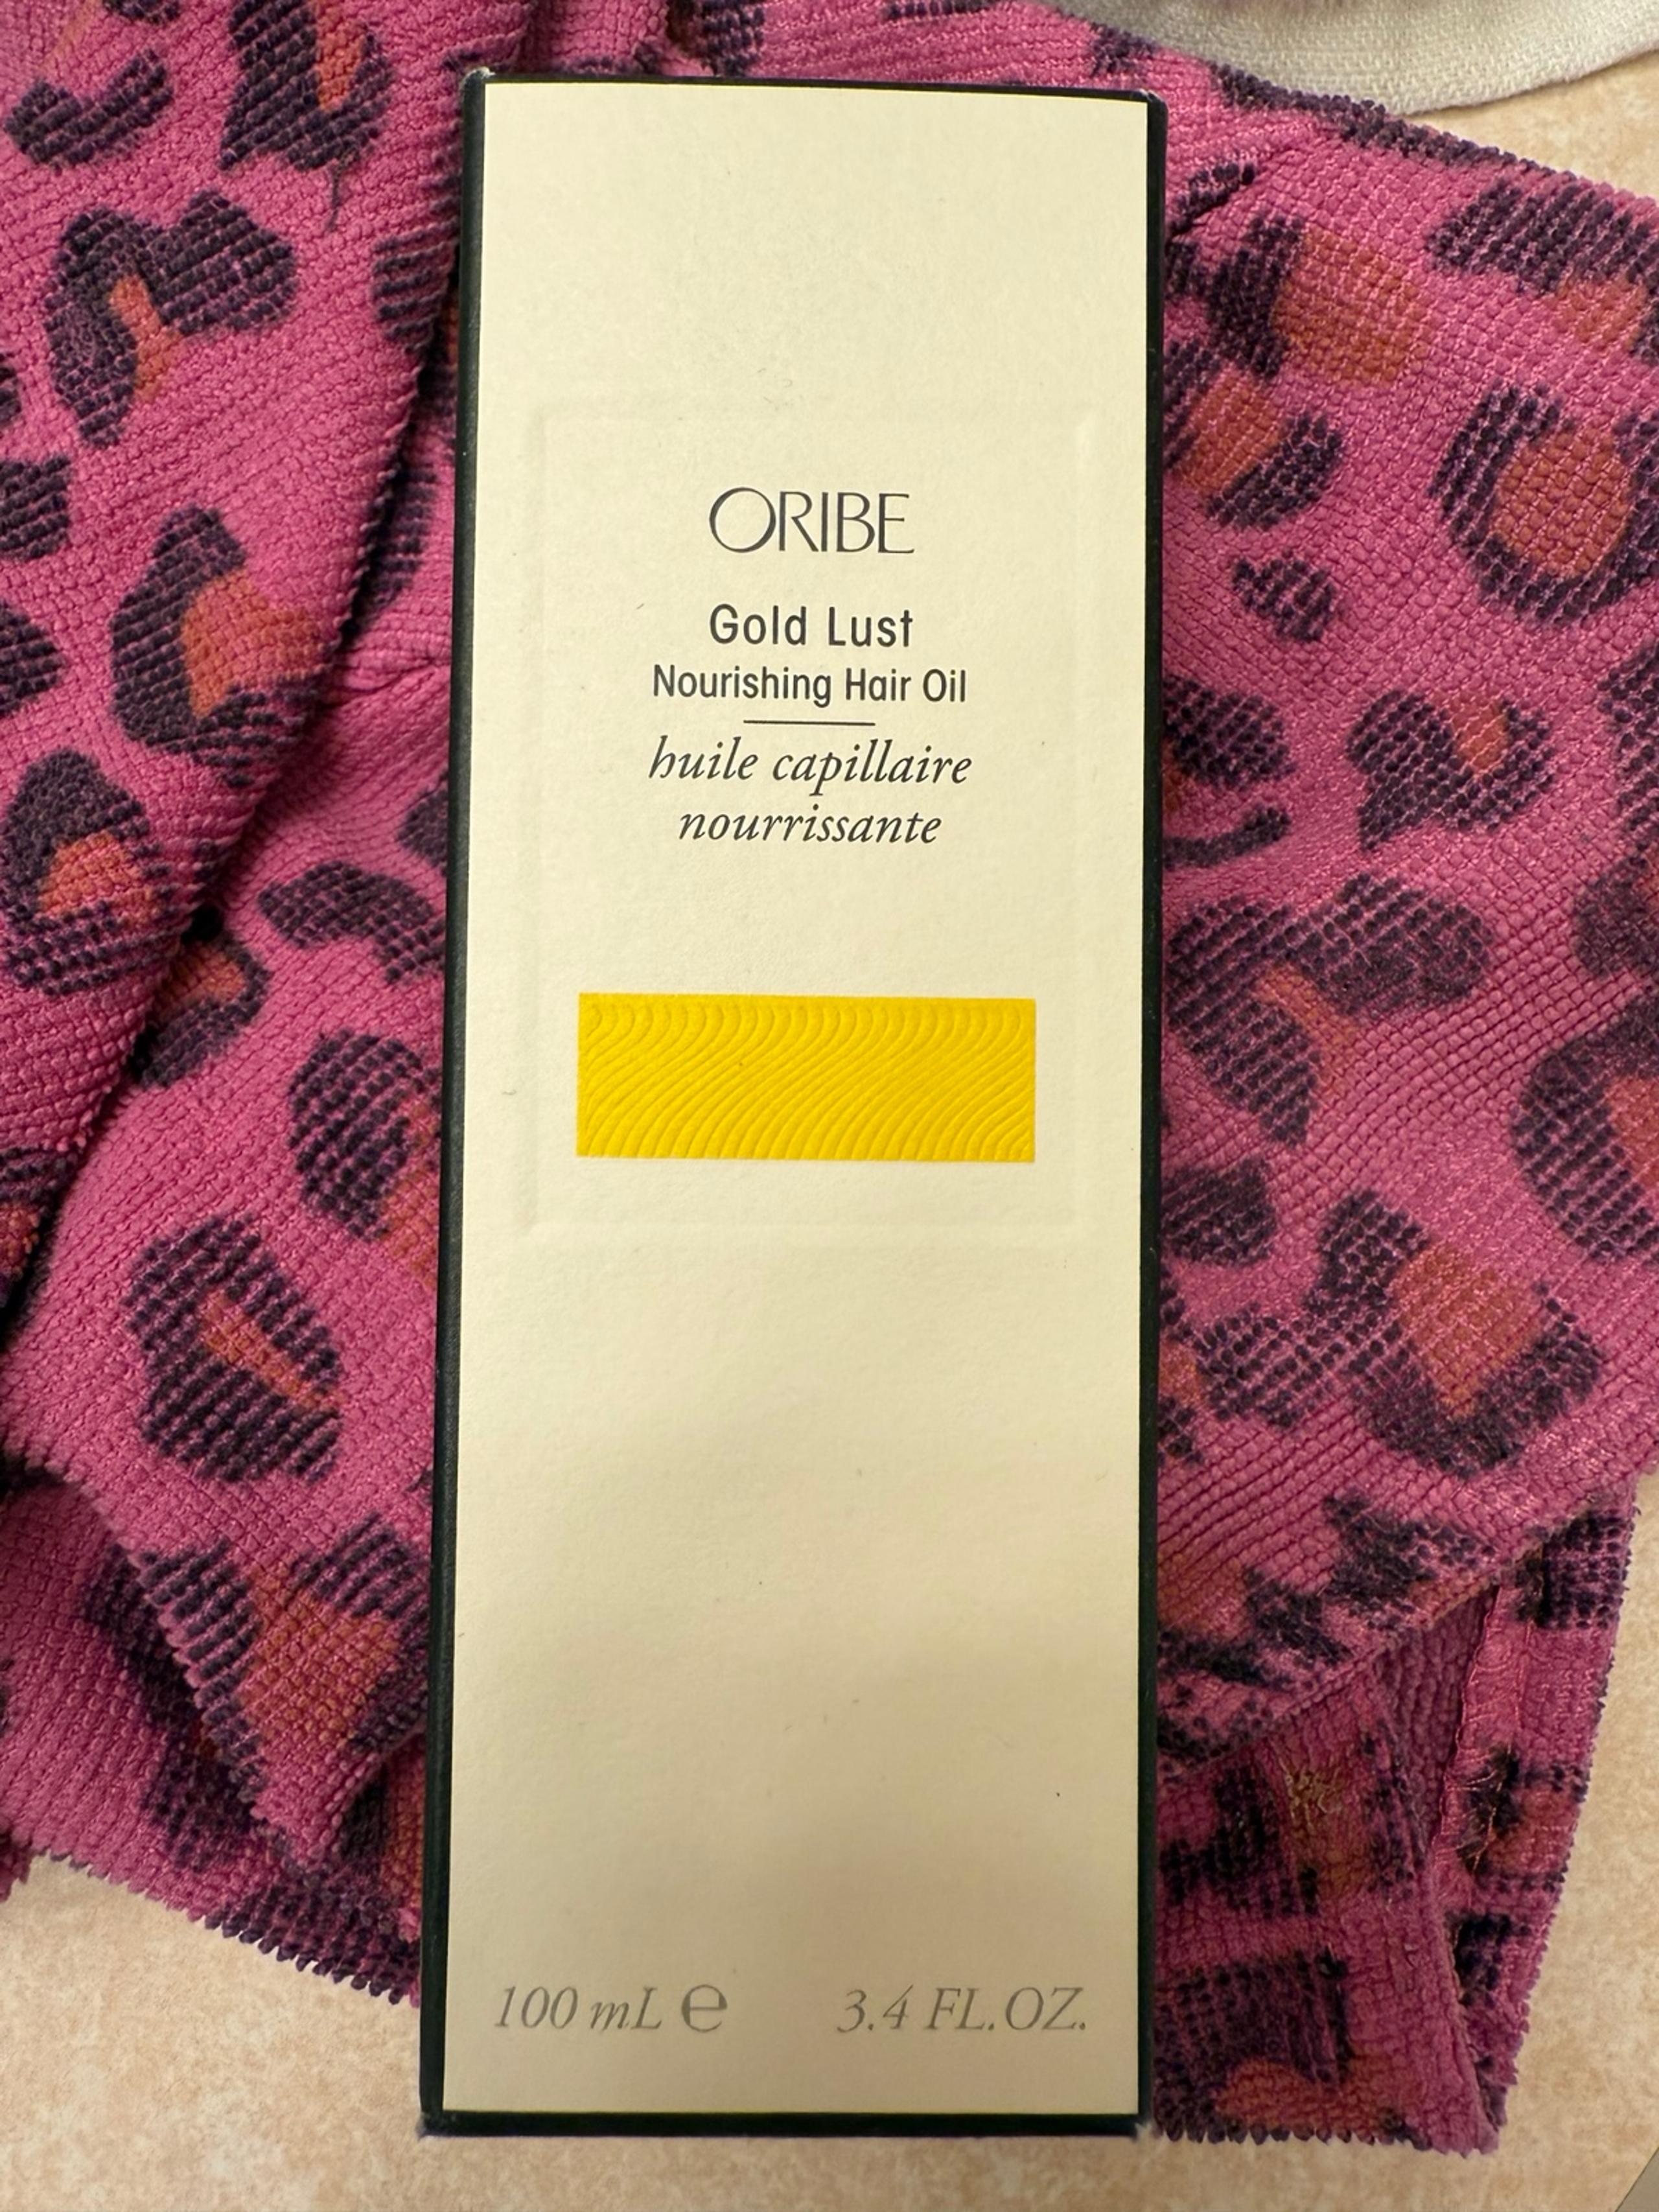 ORIBE
Gold Lust
Nourishing Hair Oil
huile capillaire
nourrissante
100 mL ℮ 3.4 FL.OZ.